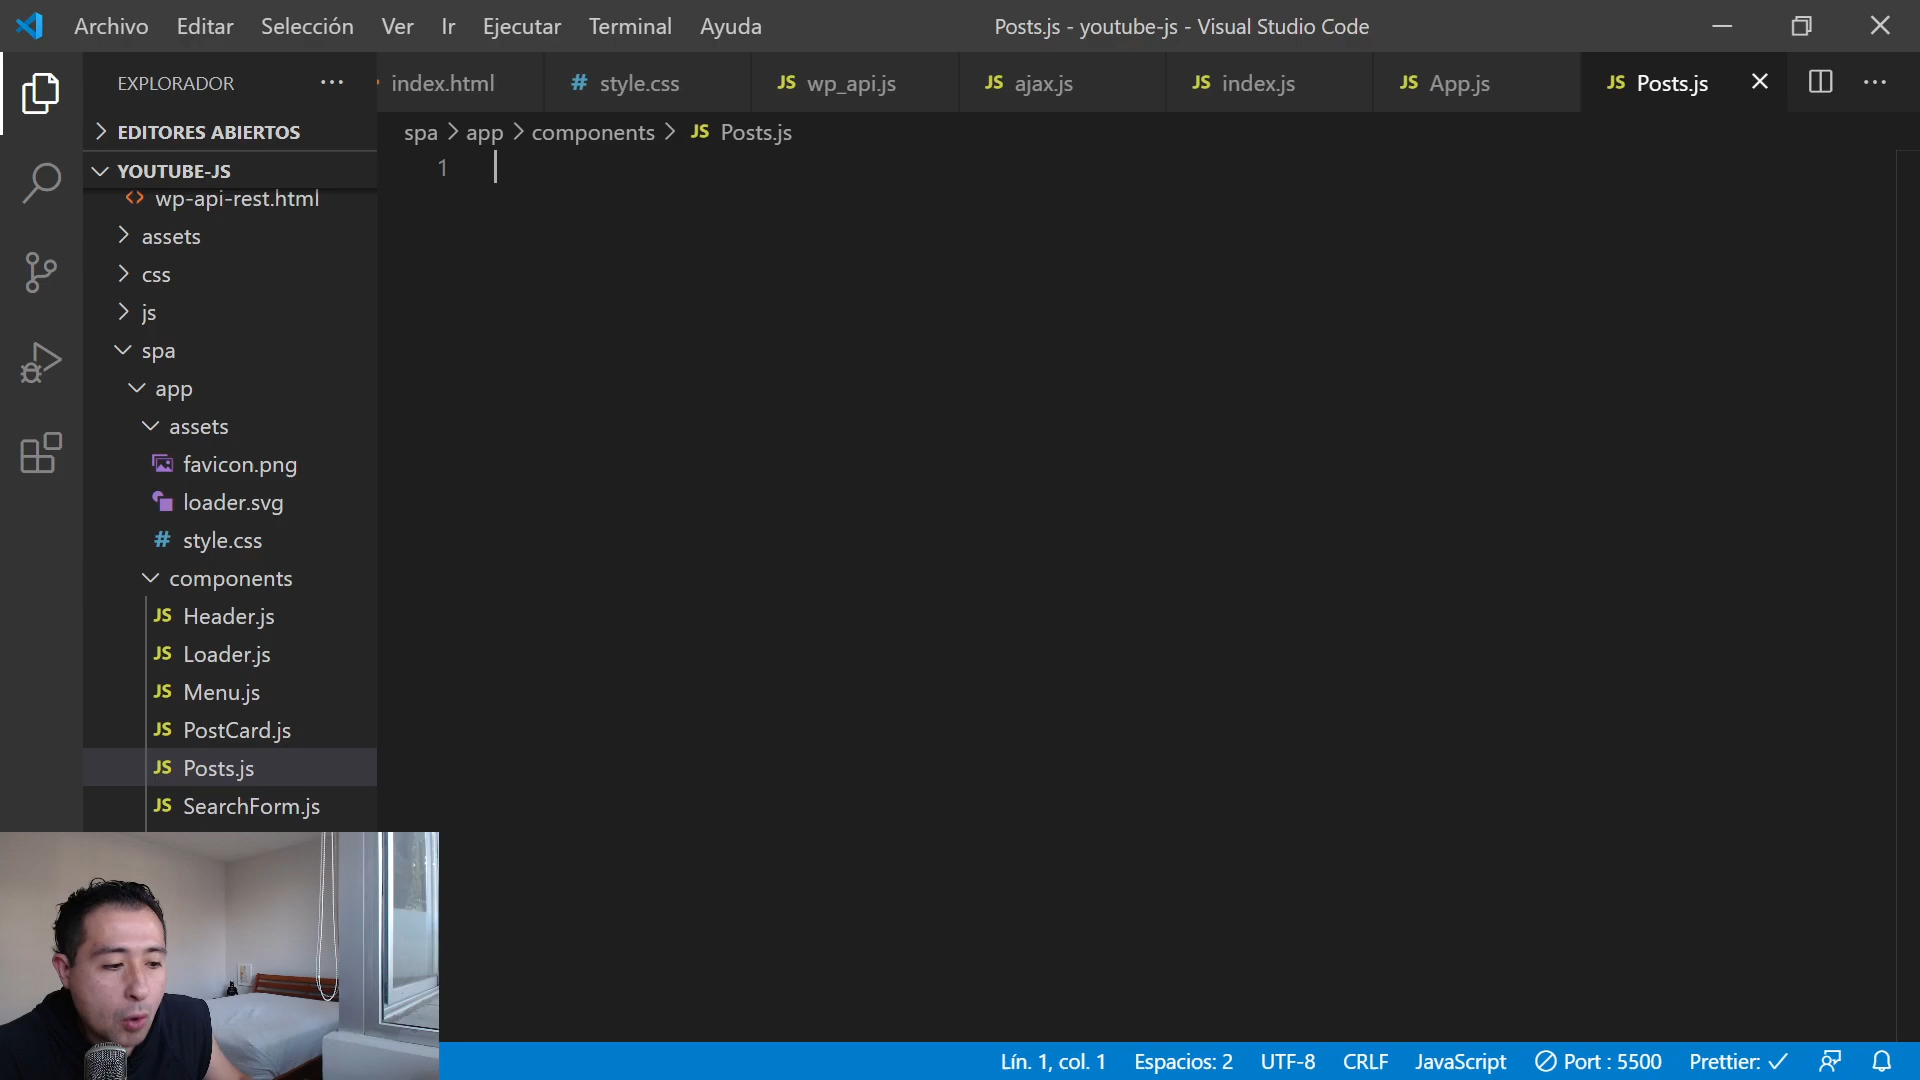 Archivo Editar Selección Ver Ir Ejecutar Terminal Ayuda
Posts.js - youtube-js - Visual Studio Code
EXPLORADOR
index.html
# style.css
JS wp_api.js
JS ajax.js
JS index.js
JS App.js
JS Posts.js
EDITORES ABIERTOS
spa > app > components > JS Posts.js
YOUTUBE-JS
1
wp-api-rest.html
assets
css
js
spa
app
assets
favicon.png
loader.svg
# style.css
components
JS Header.js
JS Loader.js
JS Menu.js
JS PostCard.js
JS Posts.js
JS SearchForm.js
Lín. 1, col. 1 Espacios: 2 UTF-8 CRLF JavaScript Port : 5500 Prettier: ✓